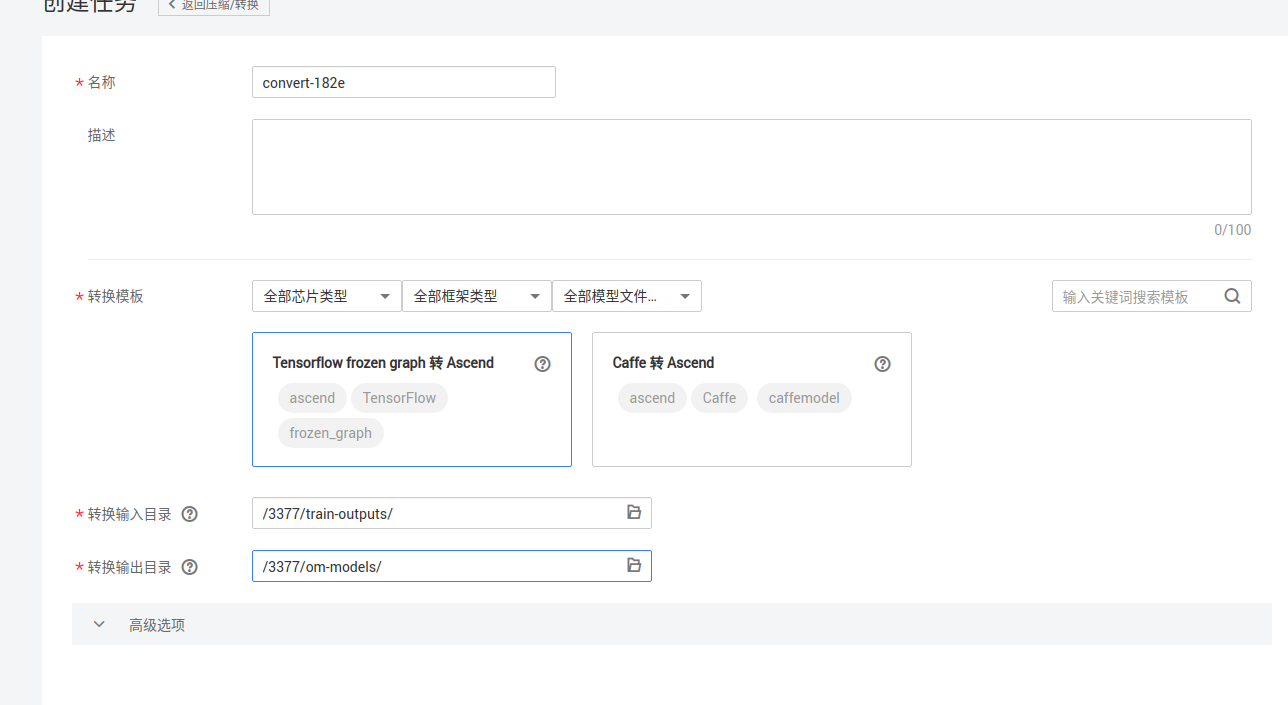 创建任务 返回压缩/转换
* 名称 convert-182e
描述
0/100
* 转换模板 全部芯片类型 全部框架类型 全部模型文件... 输入关键词搜索模板
Tensorflow frozen graph 转 Ascend
ascend TensorFlow
frozen_graph
Caffe 转 Ascend
ascend Caffe caffemodel
* 转换输入目录 /3377/train-outputs/
* 转换输出目录 /3377/om-models/
高级选项